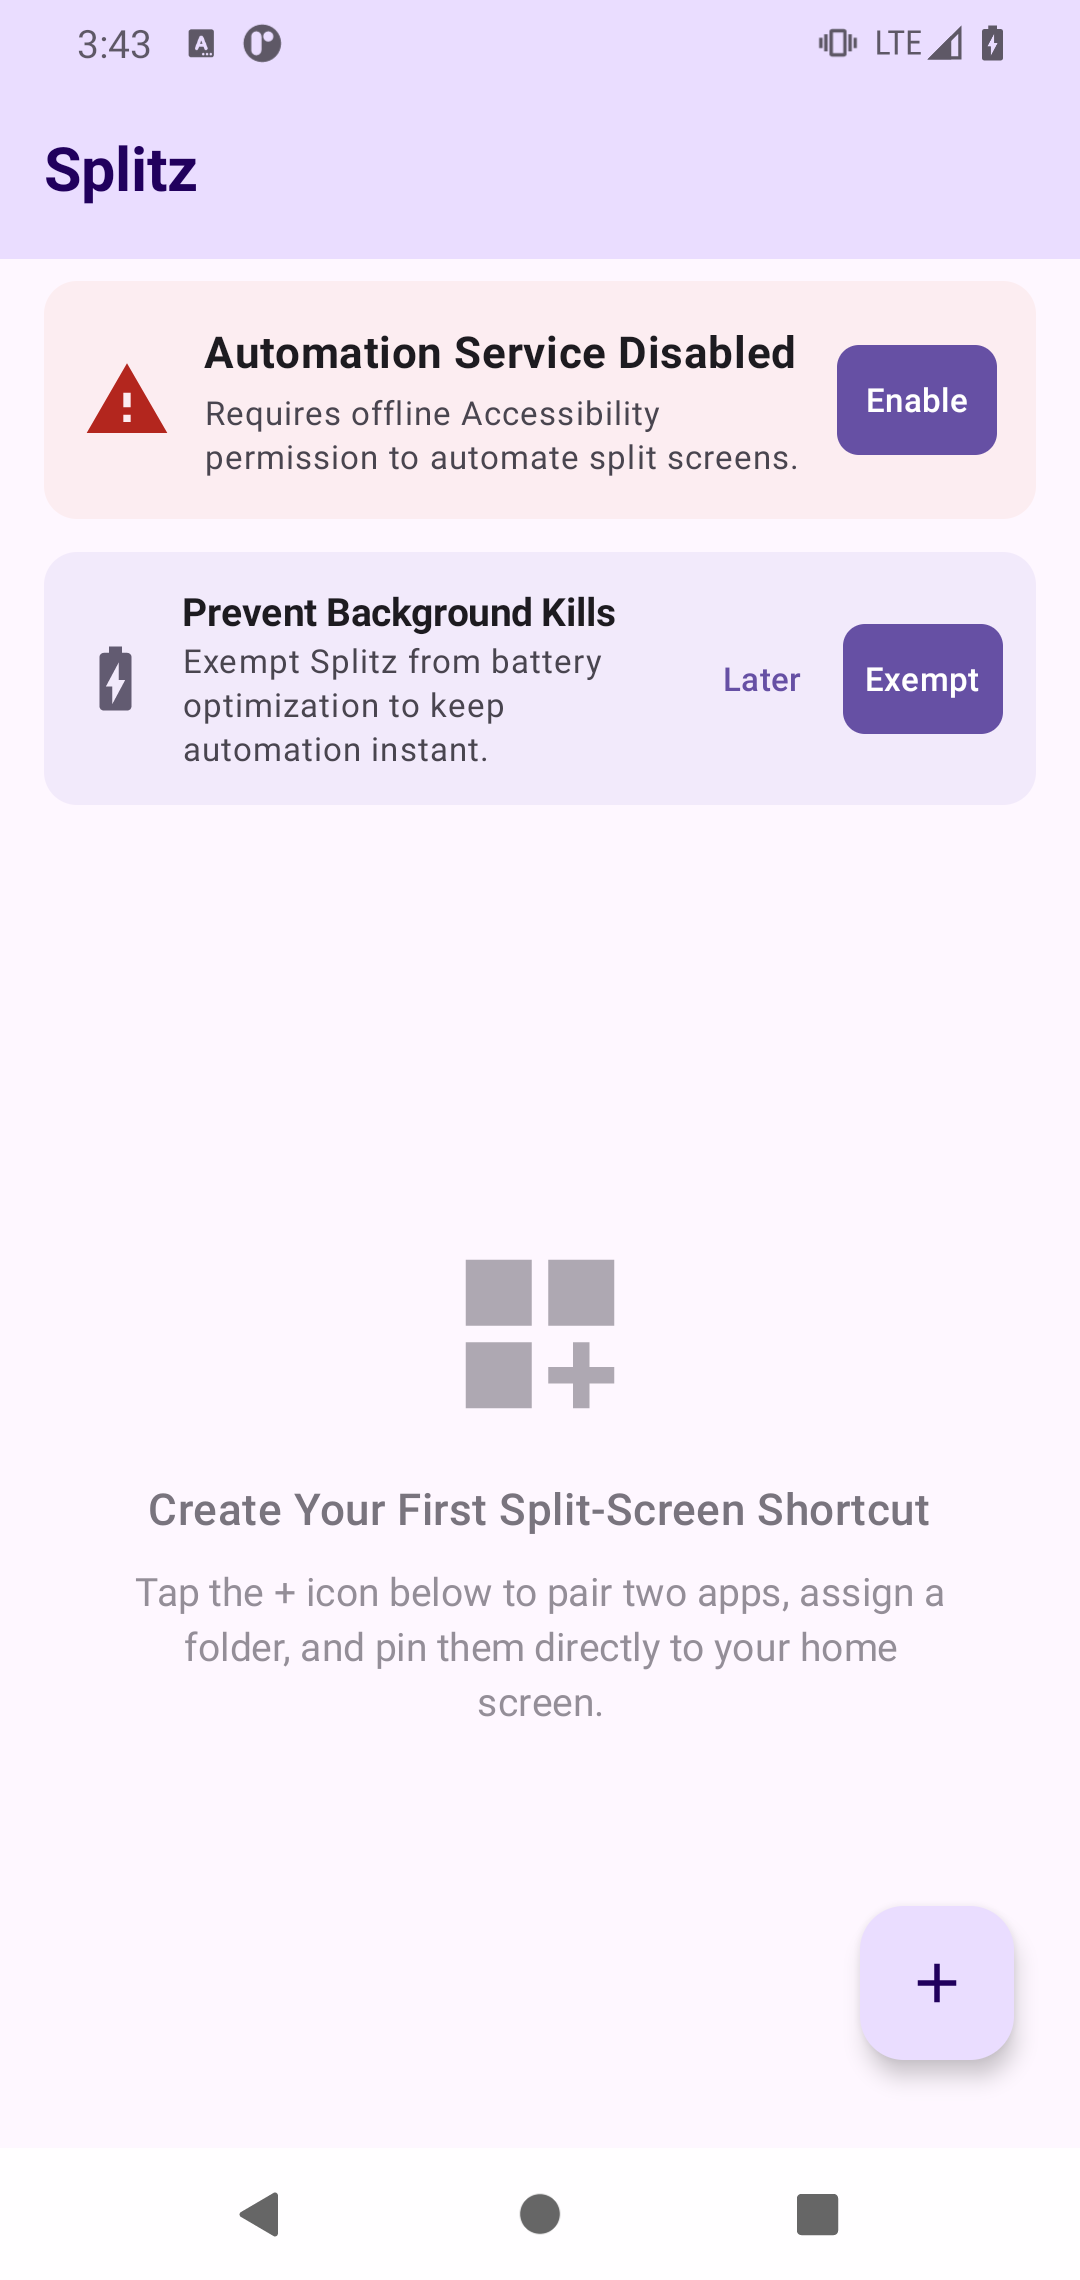 3:43
LTE
Splitz
Automation Service Disabled
Requires offline Accessibility
permission to automate split screens.
Enable
Prevent Background Kills
Exempt Splitz from battery
optimization to keep
automation instant.
Later
Exempt
Create Your First Split-Screen Shortcut
Tap the + icon below to pair two apps, assign a
folder, and pin them directly to your home
screen.